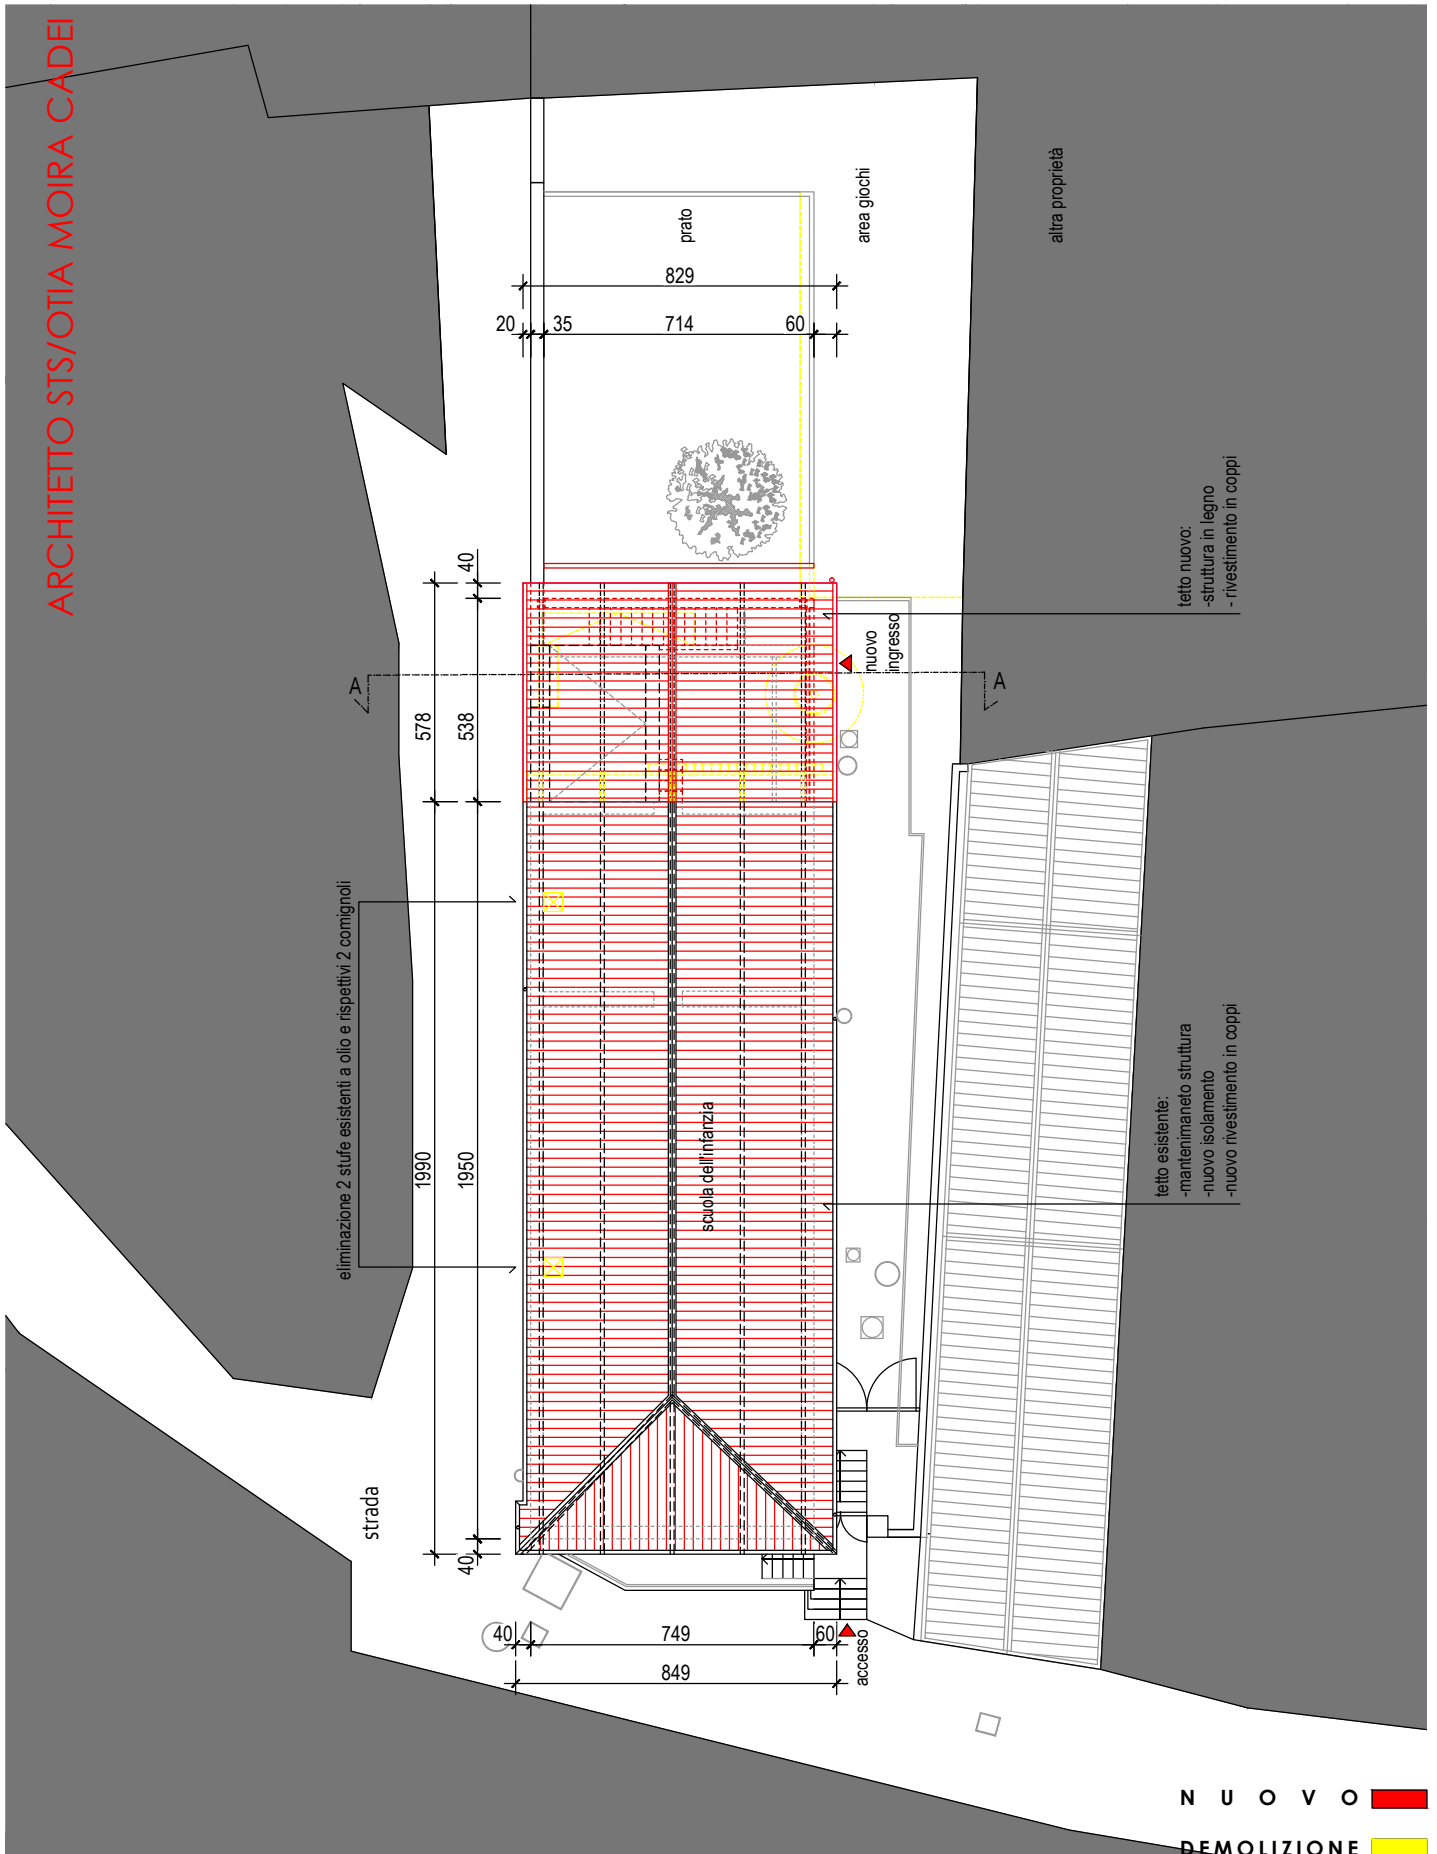 ARCHITETTO STS/OTIA MOIRA CADEI
prato
area giochi
altra proprietà
829
20
35
714
60
40
tetto nuovo:
-struttura in legno
- rivestimento in coppi
nuovo
ingresso
A
A
578
538
eliminazione 2 stufe esistenti a olio e rispettivi 2 comignoli
1990
1950
scuola dell'infanzia
tetto esistente:
-mantenimaneto struttura
-nuovo isolamento
-nuovo rivestimento in coppi
strada
40
40
749
60
849
accesso
NUOVO
DEMOLIZIONE